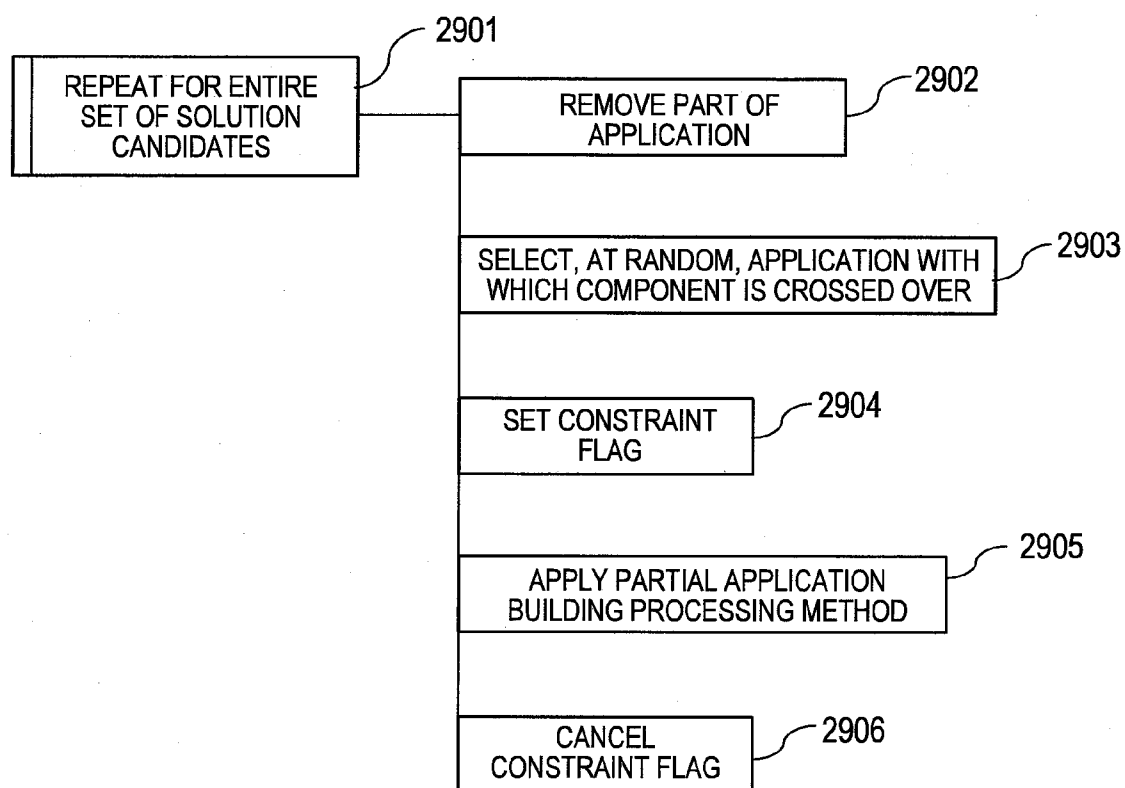 2901
REPEAT FOR ENTIRE
SET OF SOLUTION
CANDIDATES
2902
REMOVE PART OF
APPLICATION
2903
SELECT, AT RANDOM, APPLICATION WITH
WHICH COMPONENT IS CROSSED OVER
2904
SET CONSTRAINT
FLAG
2905
APPLY PARTIAL APPLICATION
BUILDING PROCESSING METHOD
2906
CANCEL
CONSTRAINT FLAG